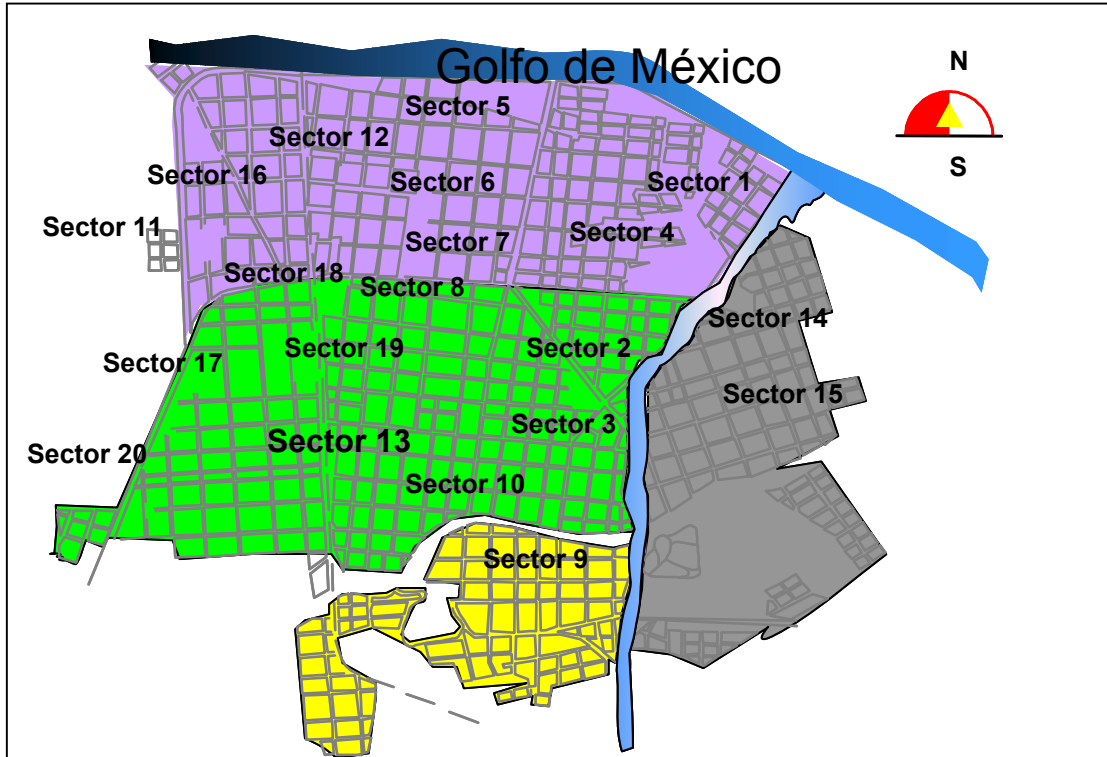 Golfo de México
N
S
Sector 5
Sector 12
Sector 16
Sector 6
Sector 1
Sector 11
Sector 7
Sector 4
Sector 18
Sector 8
Sector 14
Sector 17
Sector 19
Sector 2
Sector 15
Sector 3
Sector 13
Sector 20
Sector 10
Sector 9